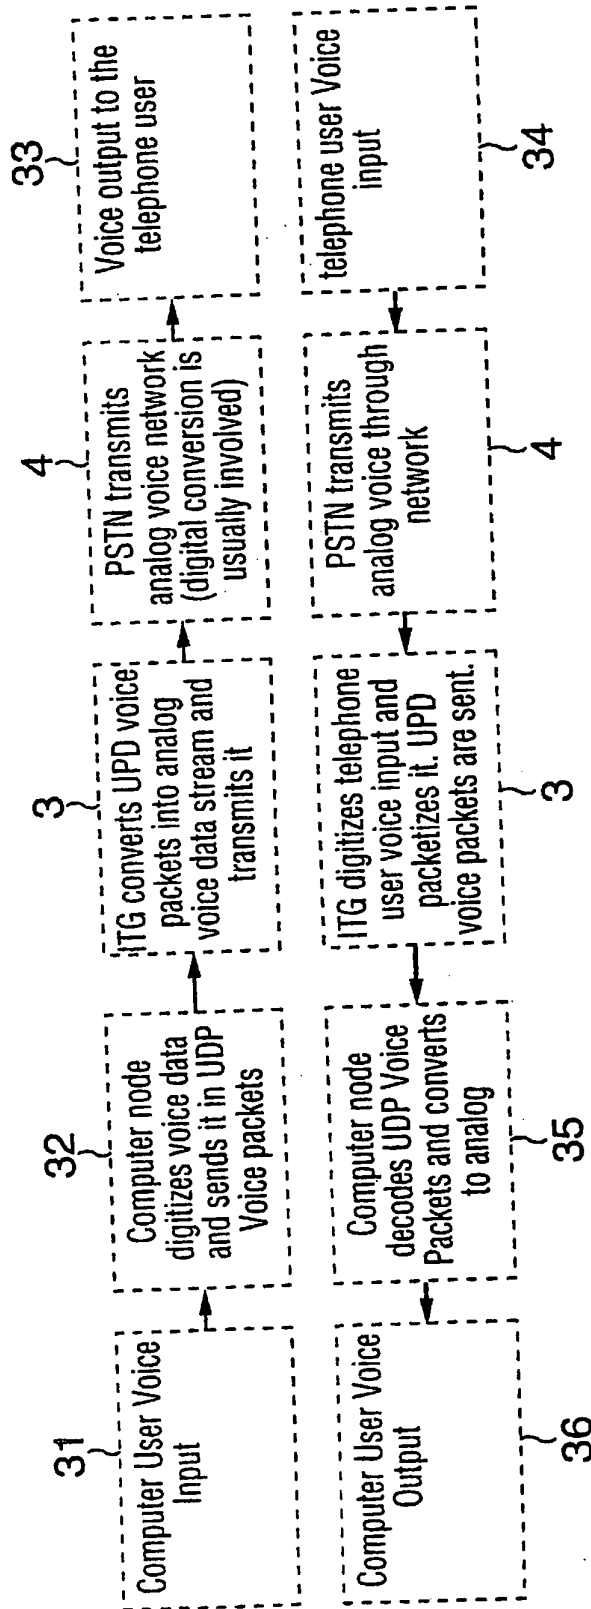 31
Computer User Voice
Input
32
Computer node
digitizes voice data
and sends it in UDP
Voice packets
3
ITG converts UPD voice
packets into analog
voice data stream and
transmits it
4
PSTN transmits
analog voice network
(digital conversion is
usually involved)
33
Voice output to the
telephone user
Computer User Voice
Output
36
Computer node
decodes UDP Voice
Packets and converts
to analog
35
ITG digitizes telephone
user voice input and
packetizes it. UPD
voice packets are sent.
3
PSTN transmits
analog voice through
network
4
telephone user Voice
input
34